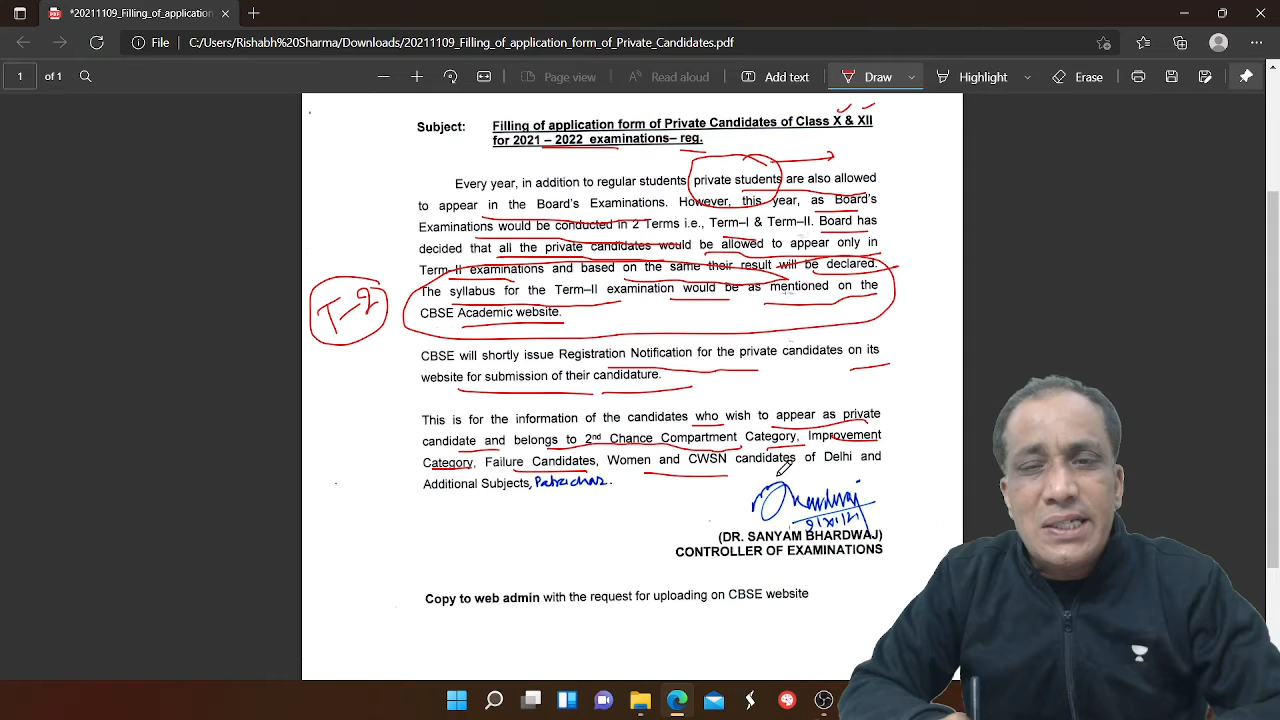 *20211109_Filling_of_application
File
C:/Users/Rishabh%20Sharma/Downloads/20211109_Filling_of_application_form_of_Private_Candidates.pdf
1 of 1
Page view
Read aloud
Add text
Draw
Highlight
Erase
Subject: Filling of application form of Private Candidates of Class X & XII
for 2021 – 2022 examinations– reg.
Every year, in addition to regular students private students are also allowed
to appear in the Board's Examinations. However, this year, as Board's
Examinations would be conducted in 2 Terms i.e., Term–I & Term–II. Board has
decided that all the private candidates would be allowed to appear only in
Term-II examinations and based on the same their result will be declared.
The syllabus for the Term–II examination would be as mentioned on the
CBSE Academic website.
T-2
CBSE will shortly issue Registration Notification for the private candidates on its
website for submission of their candidature.
This is for the information of the candidates who wish to appear as private
candidate and belongs to 2nd Chance Compartment Category, Improvement
Category, Failure Candidates, Women and CWSN candidates of Delhi and
Additional Subjects, Patrachar.
9/XI/21
(DR. SANYAM BHARDWAJ)
CONTROLLER OF EXAMINATIONS
Copy to web admin with the request for uploading on CBSE website